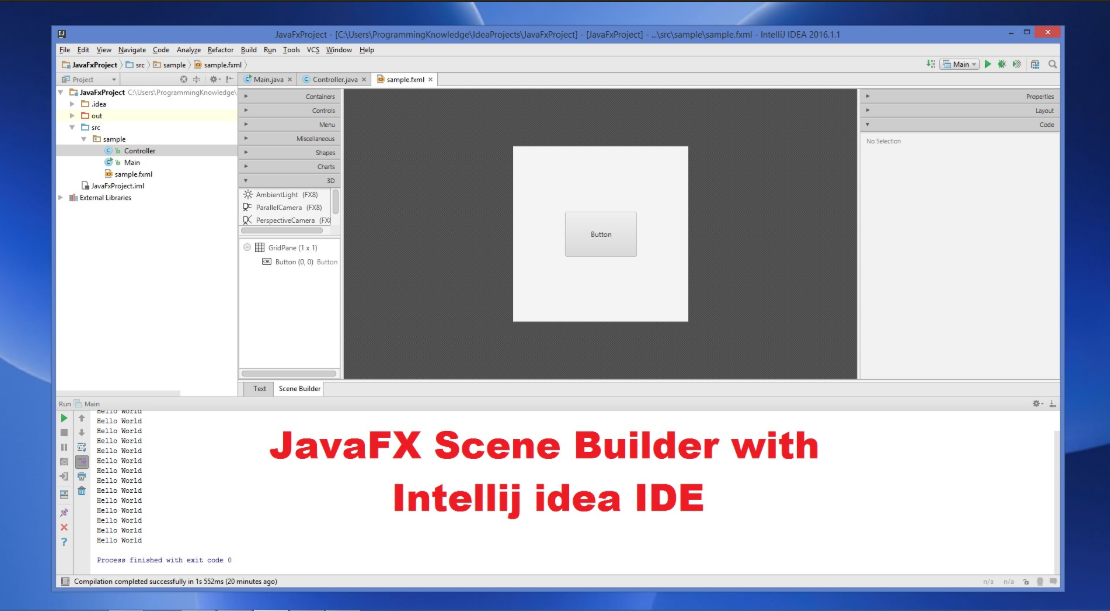 JavaFxProject - [C:\Users\ProgrammingKnowledge\IdeaProjects\JavaFxProject] - [JavaFxProject] - ...\src\sample\sample.fxml - IntelliJ IDEA 2016.1.1
File Edit View Navigate Code Analyze Refactor Build Run Tools VCS Window Help
JavaFxProject src sample sample.fxml
Main
Project
Main.java Controller.java sample.fxml
JavaFxProject C:\Users\ProgrammingKnowledge\
.idea
out
src
sample
Controller
Main
sample.fxml
JavaFxProject.iml
External Libraries
Containers
Controls
Menu
Miscellaneous
Shapes
Charts
3D
AmbientLight (FX8)
ParallelCamera (FX8)
PerspectiveCamera (FX
GridPane (1 x 1)
Button (0, 0) Button
Button
Properties
Layout
Code
No Selection
Text Scene Builder
Run Main
Hello World
Hello World
Hello World
Hello World
Hello World
Hello World
Hello World
Hello World
Hello World
Hello World
Hello World
Hello World
Hello World
Hello World
Process finished with exit code 0
JavaFX Scene Builder with
Intellij idea IDE
Compilation completed successfully in 1s 552ms (20 minutes ago)
n/a n/a